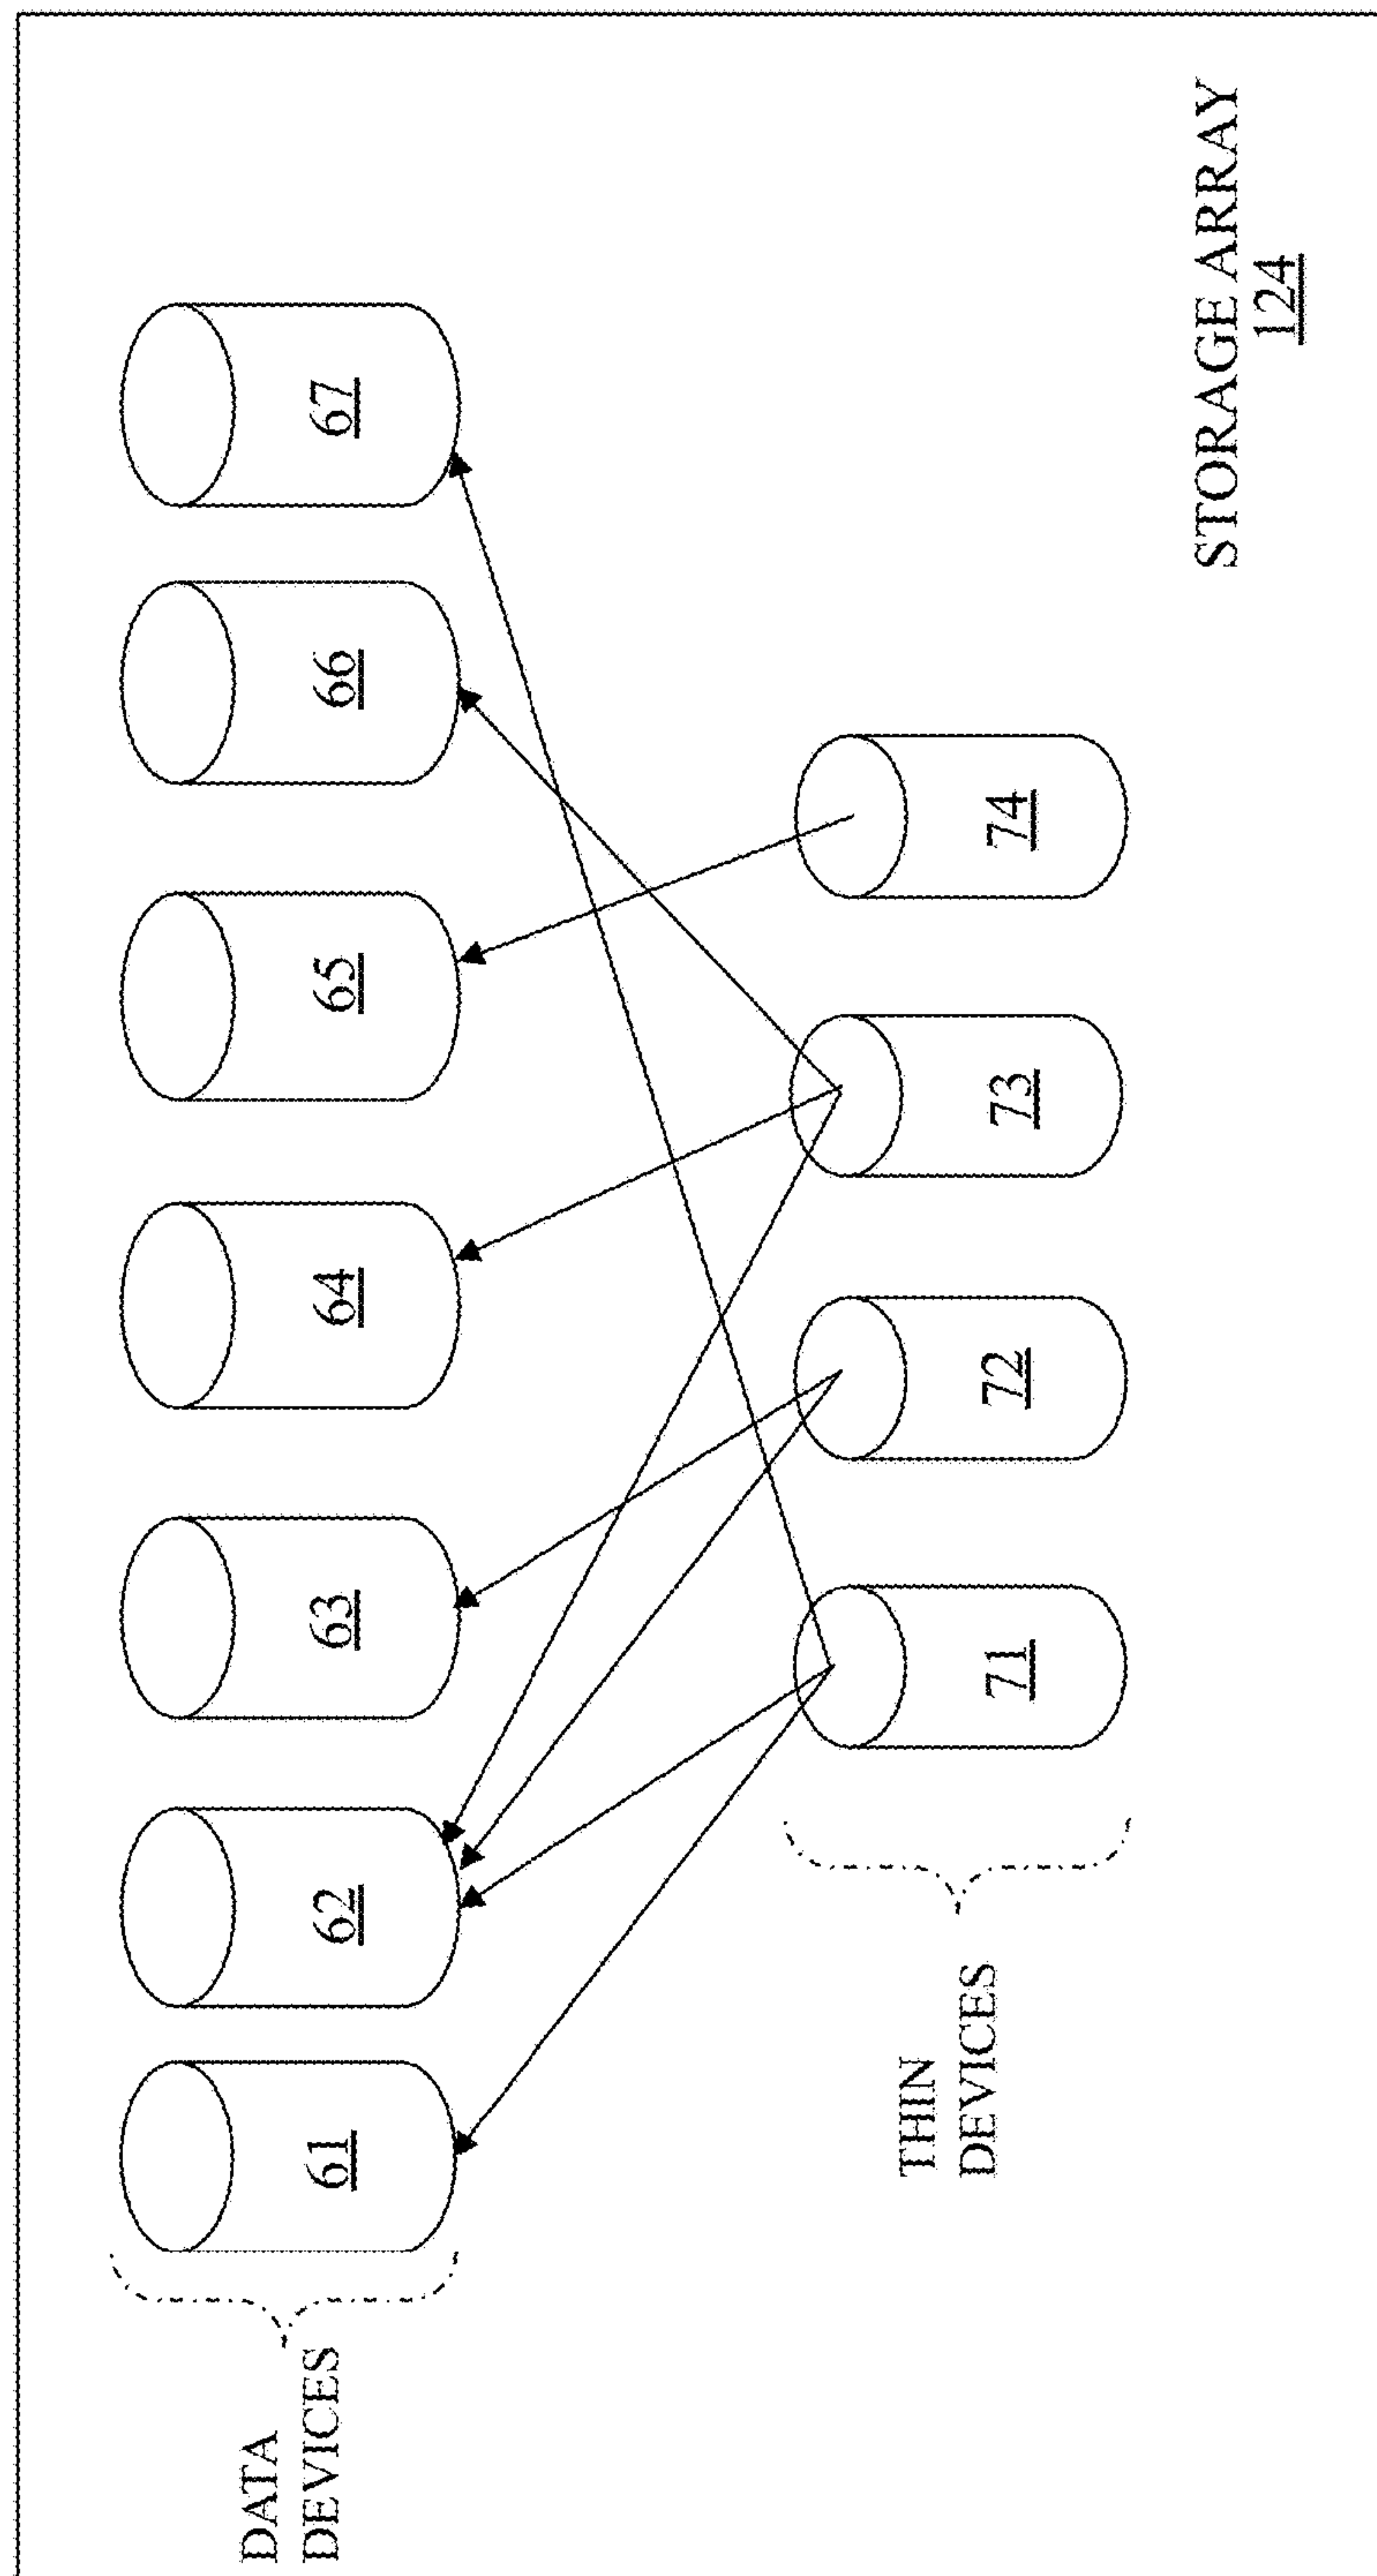 DATA
DEVICES
61
62
63
64
65
66
67
THIN
DEVICES
71
72
73
74
STORAGE ARRAY
124